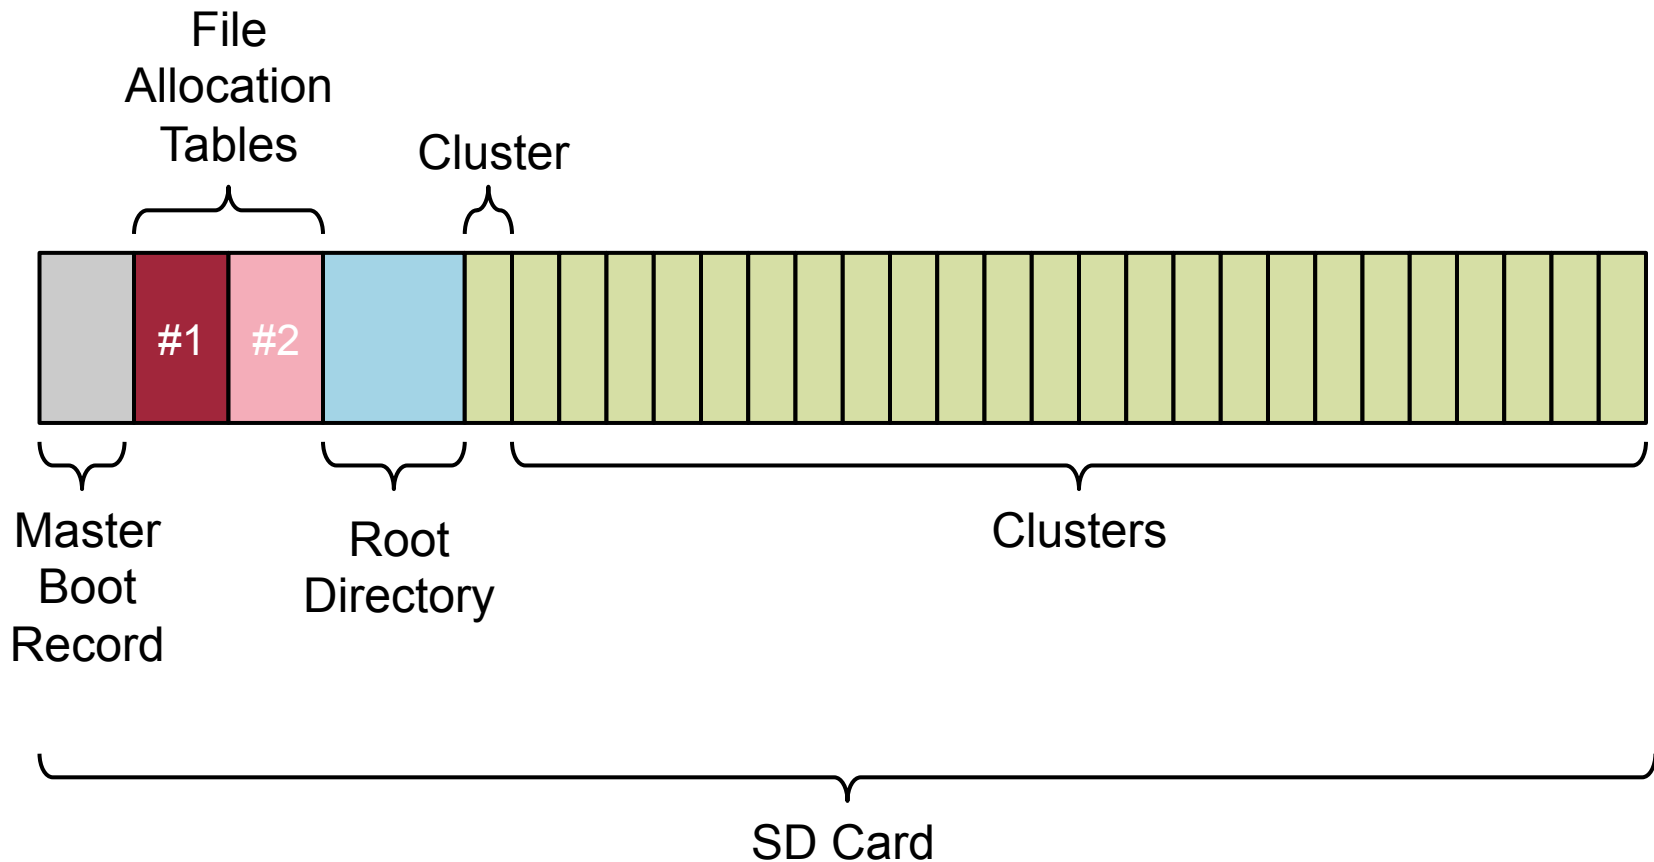 File
Allocation
Tables
Cluster
#1
#2
Master
Boot
Record
Root
Directory
Clusters
SD Card